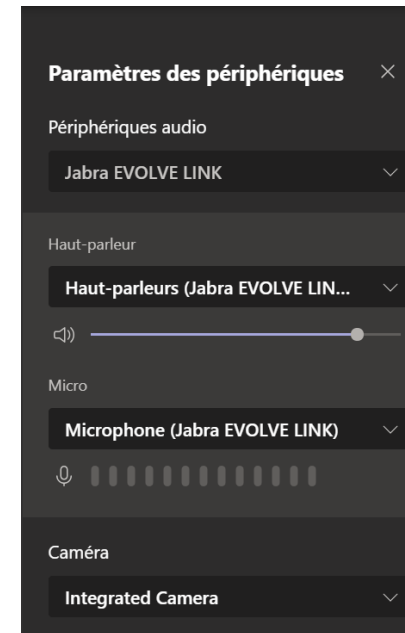 Paramètres des périphériques
Périphériques audio
Jabra EVOLVE LINK
Haut-parleur
Haut-parleurs (Jabra EVOLVE LIN...
Micro
Microphone (Jabra EVOLVE LINK)
Caméra
Integrated Camera